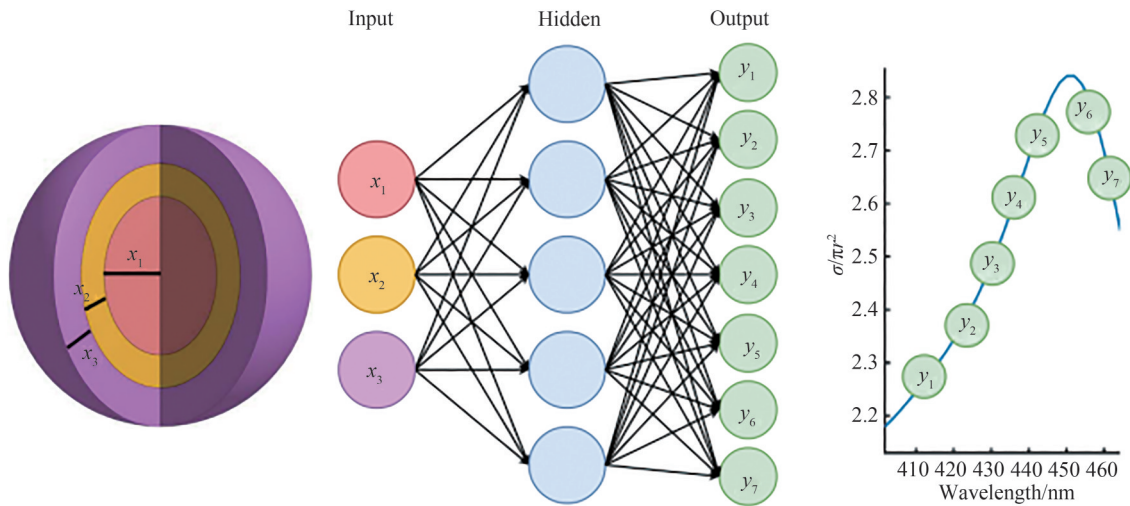 Input
Hidden
Output
x₁
x₂
x₃
x₁
x₂
x₃
y₁
y₂
y₃
y₄
y₅
y₆
y₇
σ/πr²
2.8
2.7
2.6
2.5
2.4
2.3
2.2
y₁
y₂
y₃
y₄
y₅
y₆
y₇
410 420 430 440 450 460
Wavelength/nm